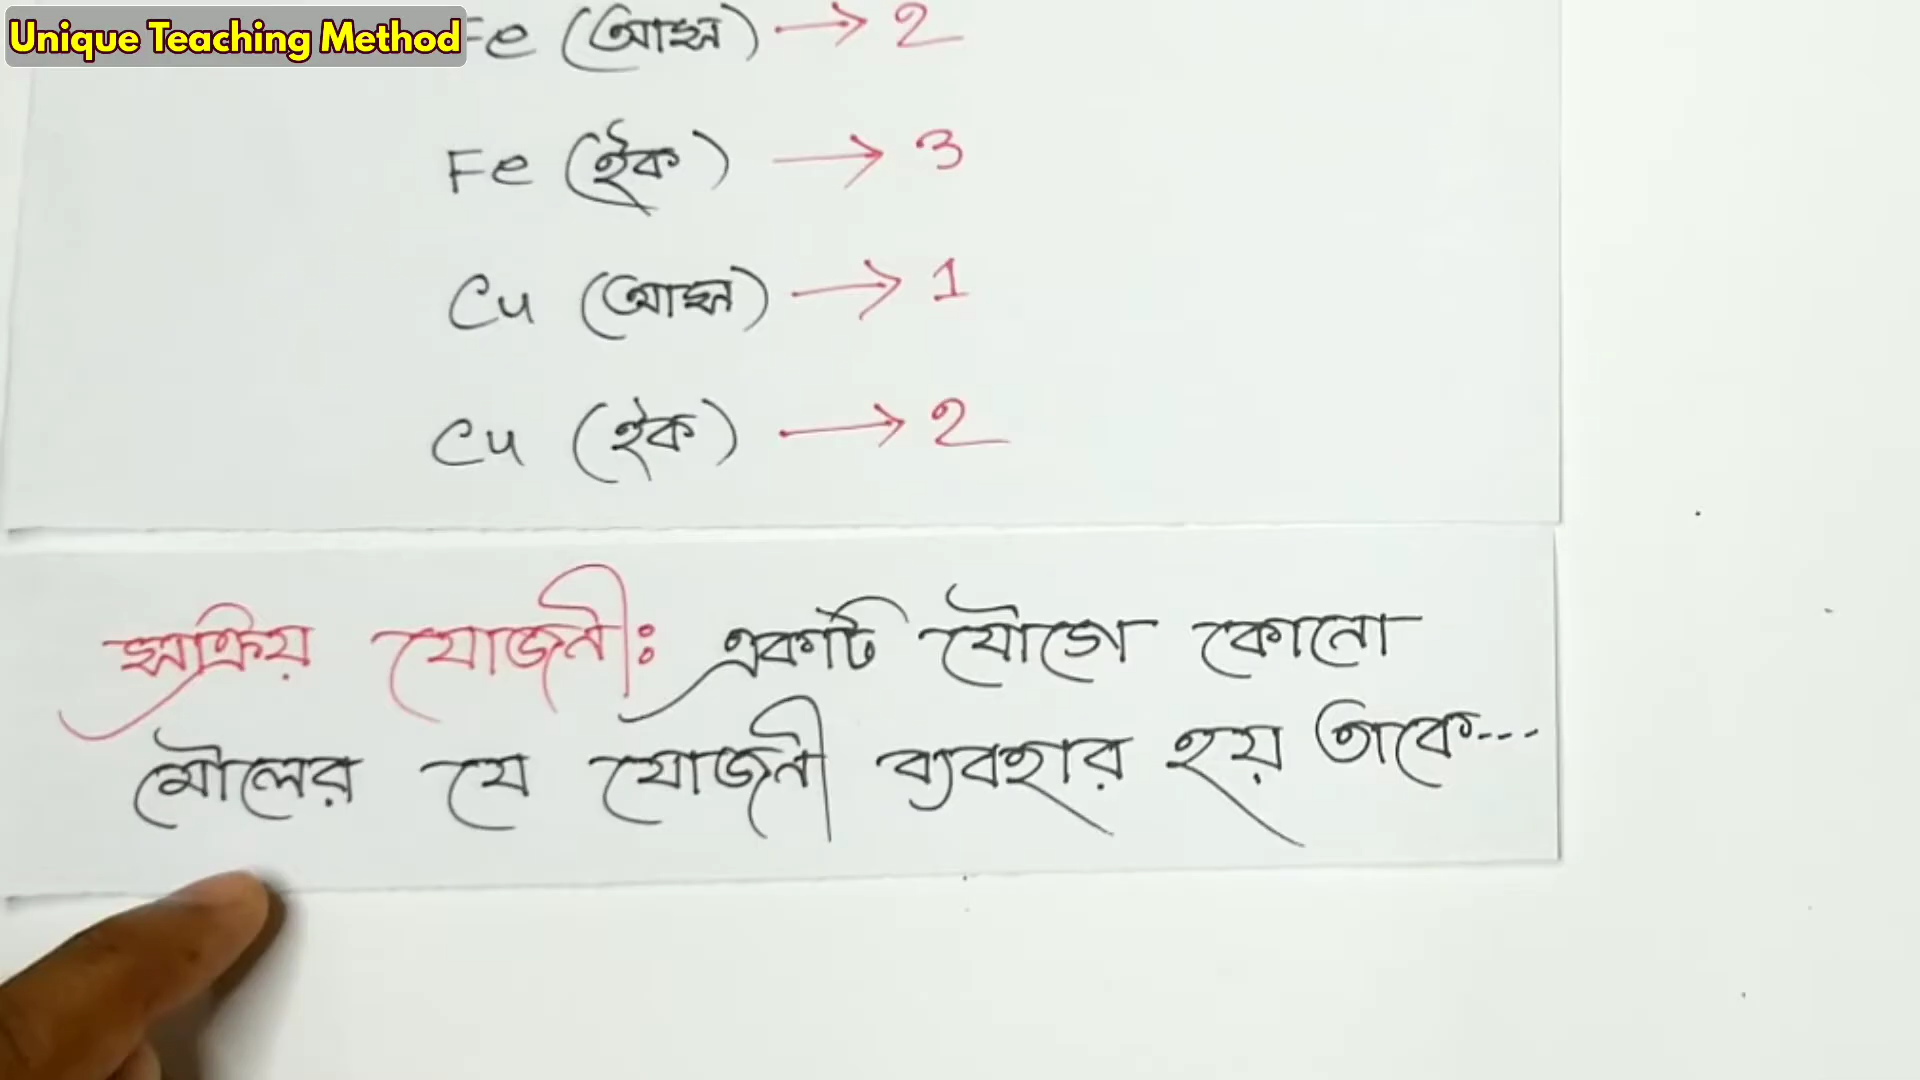 Unique Teaching Method
Fe (আস) → 2
Fe (ইক) → 3
Cu (আস) → 1
Cu (ইক) → 2
সক্রিয় যোজনী: একটি যৌগে কোনো
মৌলের যে যোজনী ব্যবহার হয় তাকে---